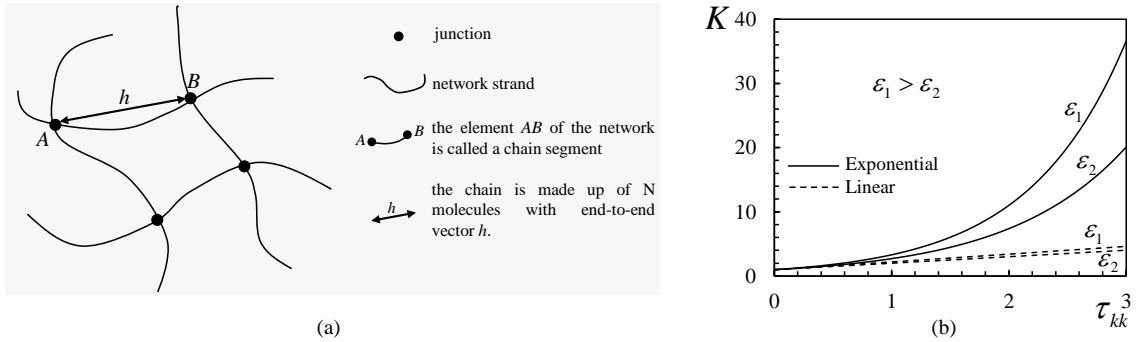 junction
network strand
A
h
B
A
B
the element AB of the network
is called a chain segment
h
the chain is made up of N
molecules with end-to-end
vector h.
(a)
K
40
30
20
10
0
ε₁ > ε₂
Exponential
Linear
ε₁
ε₂
ε₁
ε₂
0
1
2
3
τₖₖ
(b)